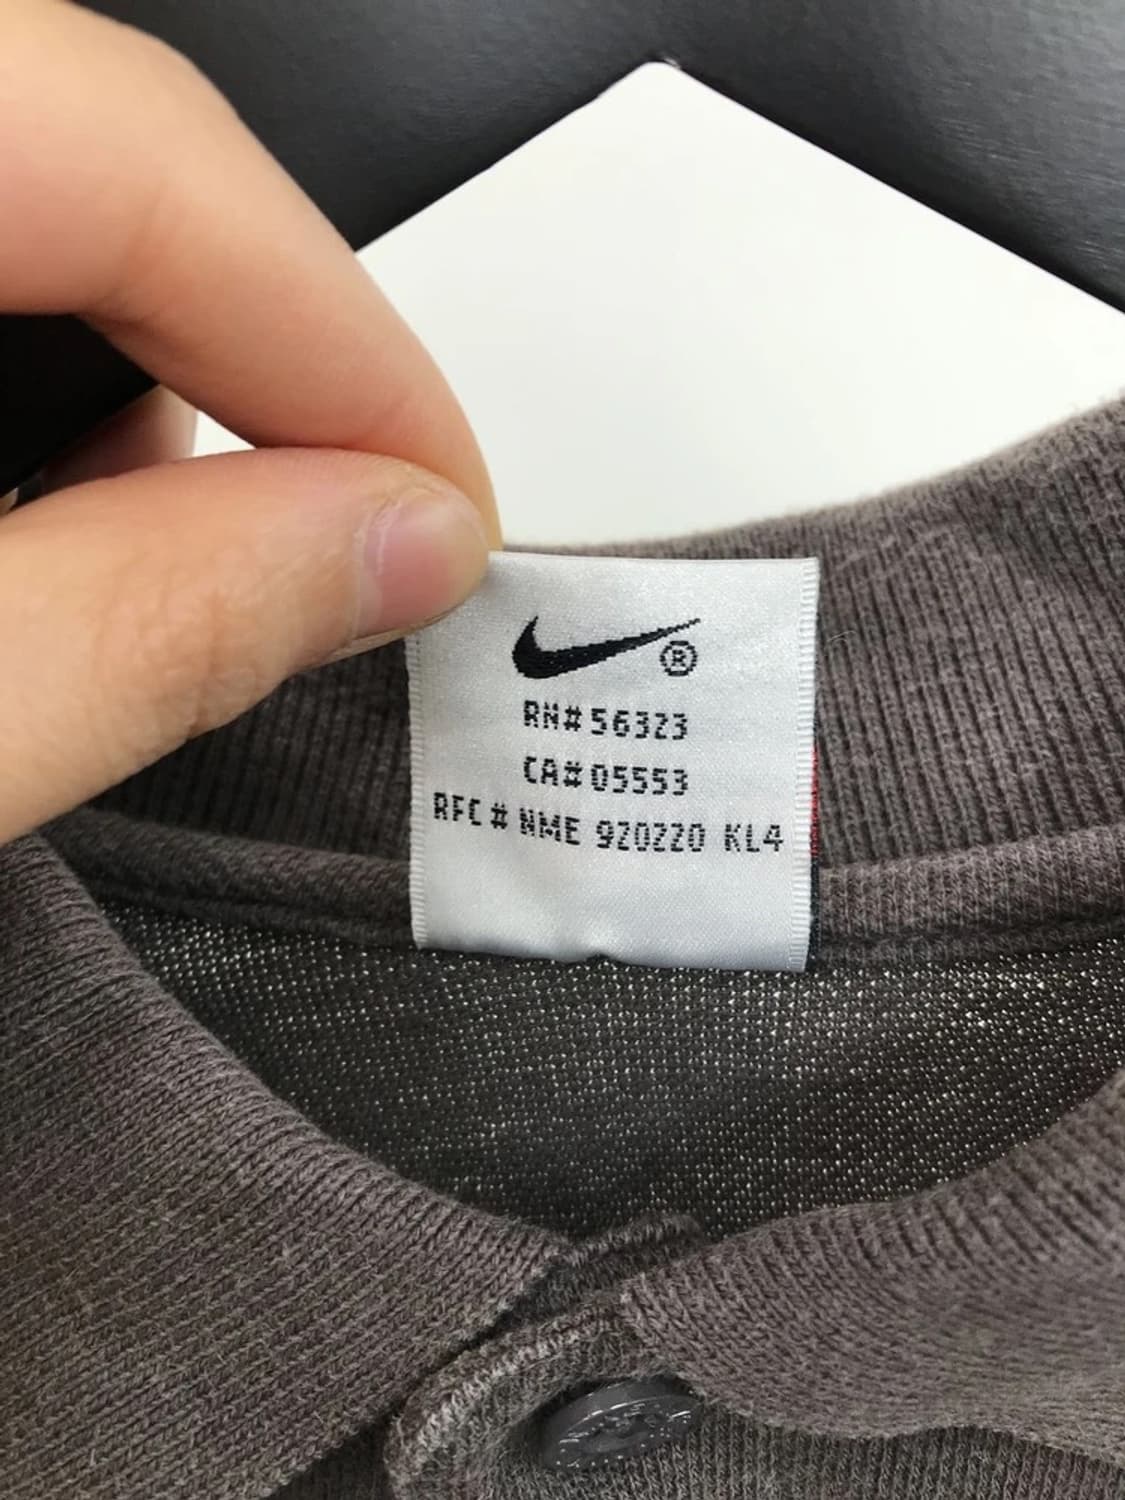 ®
RN# 56323
CA# 05553
RFC # NME 920220 KL4